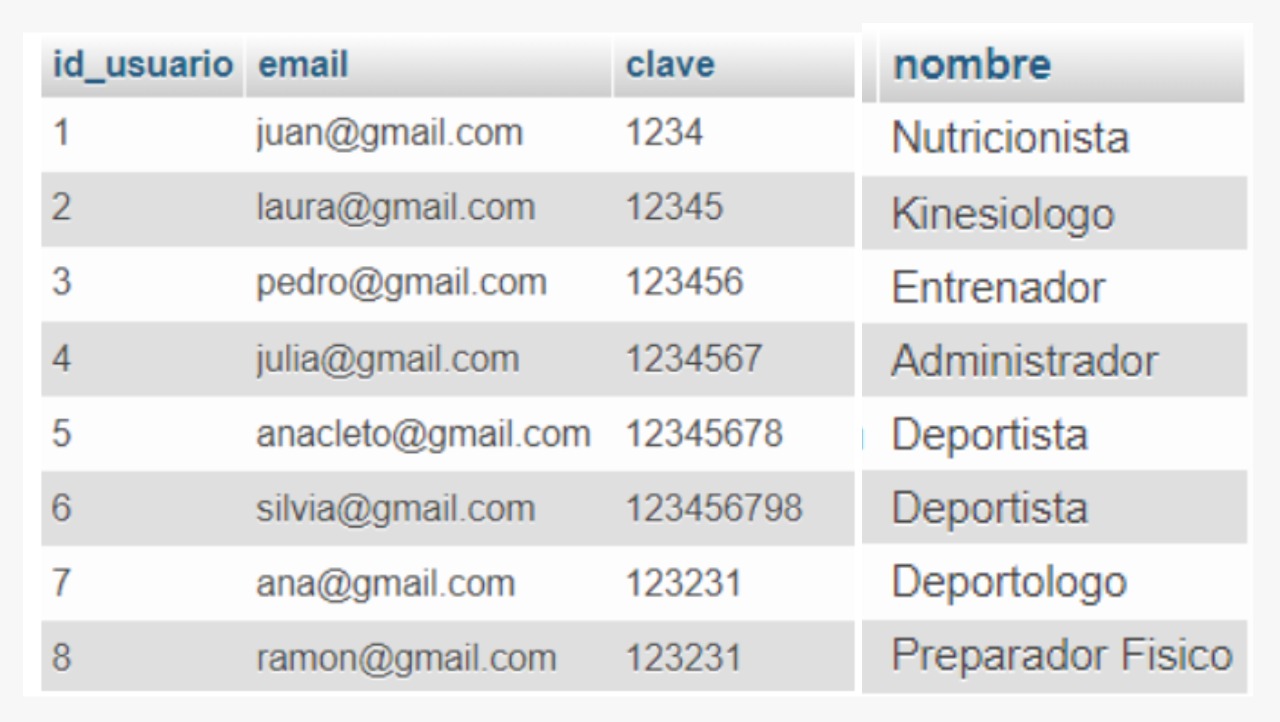 id_usuario email clave nombre
1 juan@gmail.com 1234 Nutricionista
2 laura@gmail.com 12345 Kinesiologo
3 pedro@gmail.com 123456 Entrenador
4 julia@gmail.com 1234567 Administrador
5 anacleto@gmail.com 12345678 Deportista
6 silvia@gmail.com 123456798 Deportista
7 ana@gmail.com 123231 Deportologo
8 ramon@gmail.com 123231 Preparador Fisico